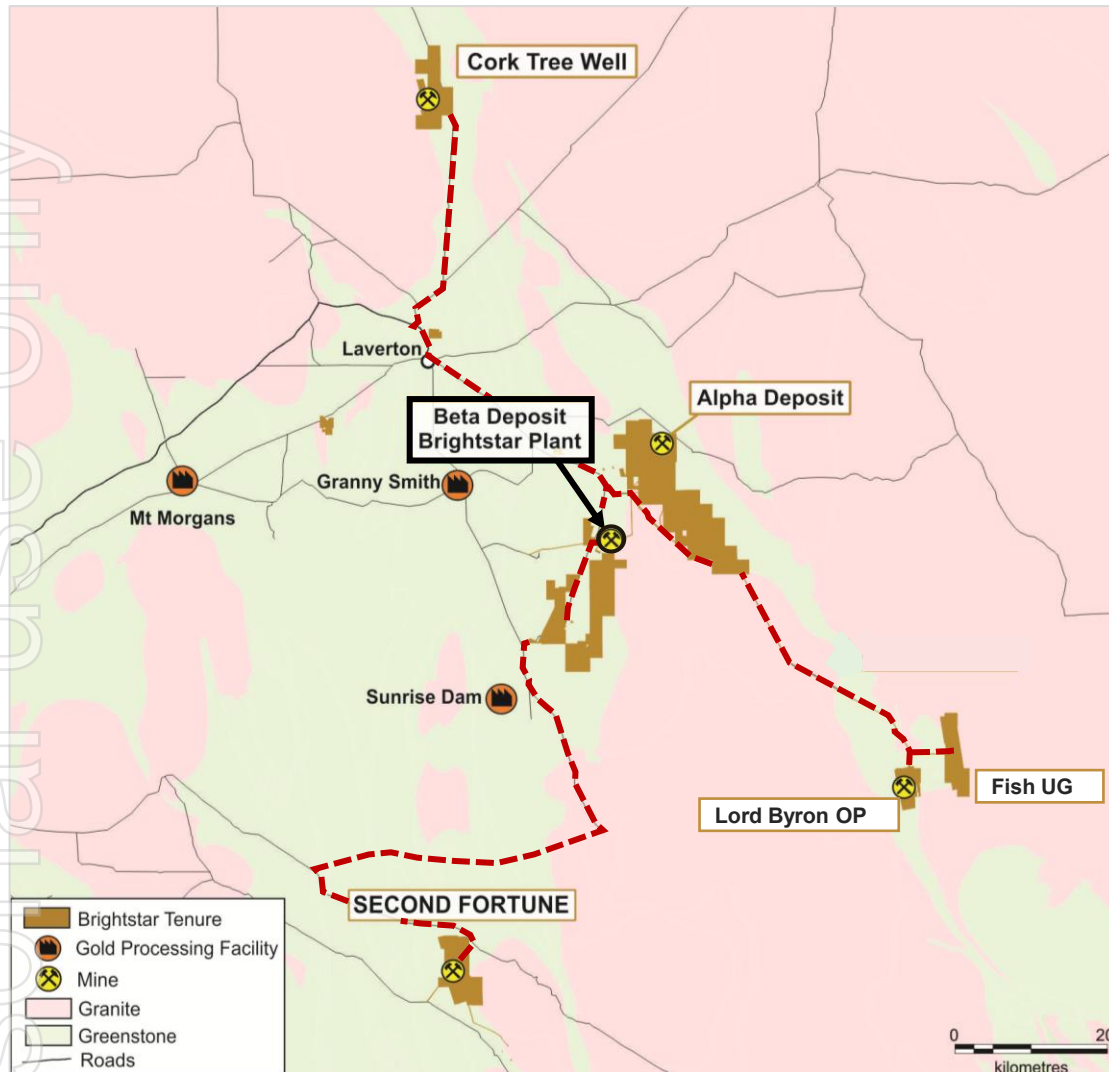 Cork Tree Well
Laverton
Alpha Deposit
Beta Deposit
Brightstar Plant
Granny Smith
Mt Morgans
Sunrise Dam
Fish UG
Lord Byron OP
SECOND FORTUNE
Brightstar Tenure
Gold Processing Facility
Mine
Granite
Greenstone
Roads
0 20
kilometres